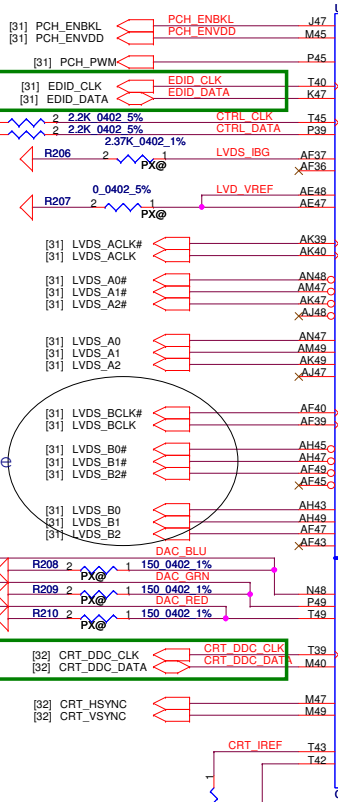 U
[31] PCH_ENBKL PCH_ENBKL J47
[31] PCH_ENVDD PCH_ENVDD M45
[31] PCH_PWM P45
[31] EDID_CLK EDID_CLK T40
[31] EDID_DATA EDID_DATA K47
2 2.2K_0402_5% CTRL_CLK T45
2 2.2K_0402_5% CTRL_DATA P39
2.37K_0402_1%
R206 2 1 LVDS_IBG AF37
PX@ AF36
0_0402_5% LVD_VREF AE48
R207 2 1 AE47
PX@
[31] LVDS_ACLK# AK39
[31] LVDS_ACLK AK40
[31] LVDS_A0# AN48
[31] LVDS_A1# AM47
[31] LVDS_A2# AK47
AJ48
[31] LVDS_A0 AN47
[31] LVDS_A1 AM49
[31] LVDS_A2 AK49
AJ47
[31] LVDS_BCLK# AF40
[31] LVDS_BCLK AF39
[31] LVDS_B0# AH45
[31] LVDS_B1# AH47
[31] LVDS_B2# AF49
AF45
[31] LVDS_B0 AH43
[31] LVDS_B1 AH49
[31] LVDS_B2 AF47
AF43
DAC_BLU
R208 2 1 150_0402_1%
PX@ DAC_GRN
R209 2 1 150_0402_1% N48
PX@ DAC_RED P49
R210 2 1 150_0402_1% T49
PX@
[32] CRT_DDC_CLK CRT_DDC_CLK T39
[32] CRT_DDC_DATA CRT_DDC_DATA M40
[32] CRT_HSYNC M47
[32] CRT_VSYNC M49
CRT_IREF T43
T42
1